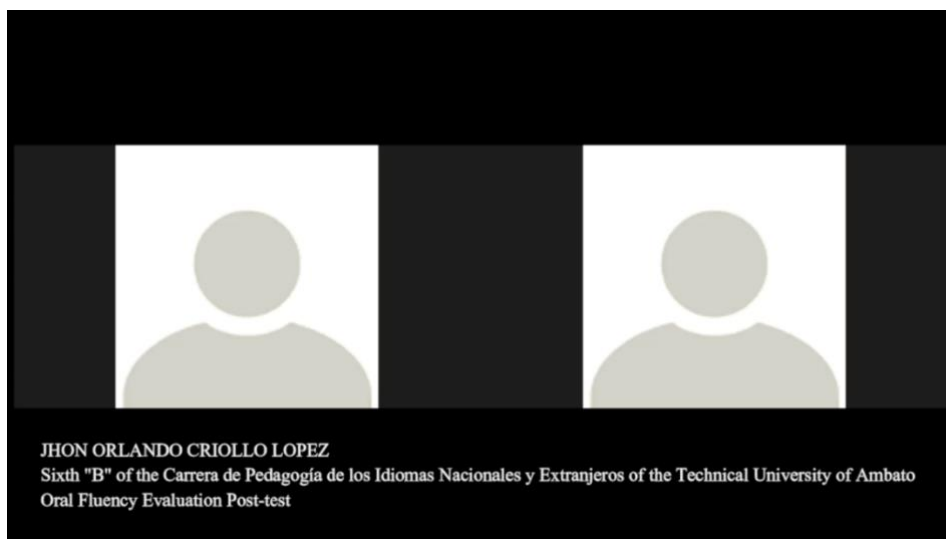 JHON ORLANDO CRIOLLO LOPEZ
Sixth "B" of the Carrera de Pedagogía de los Idiomas Nacionales y Extranjeros of the Technical University of Ambato
Oral Fluency Evaluation Post-test